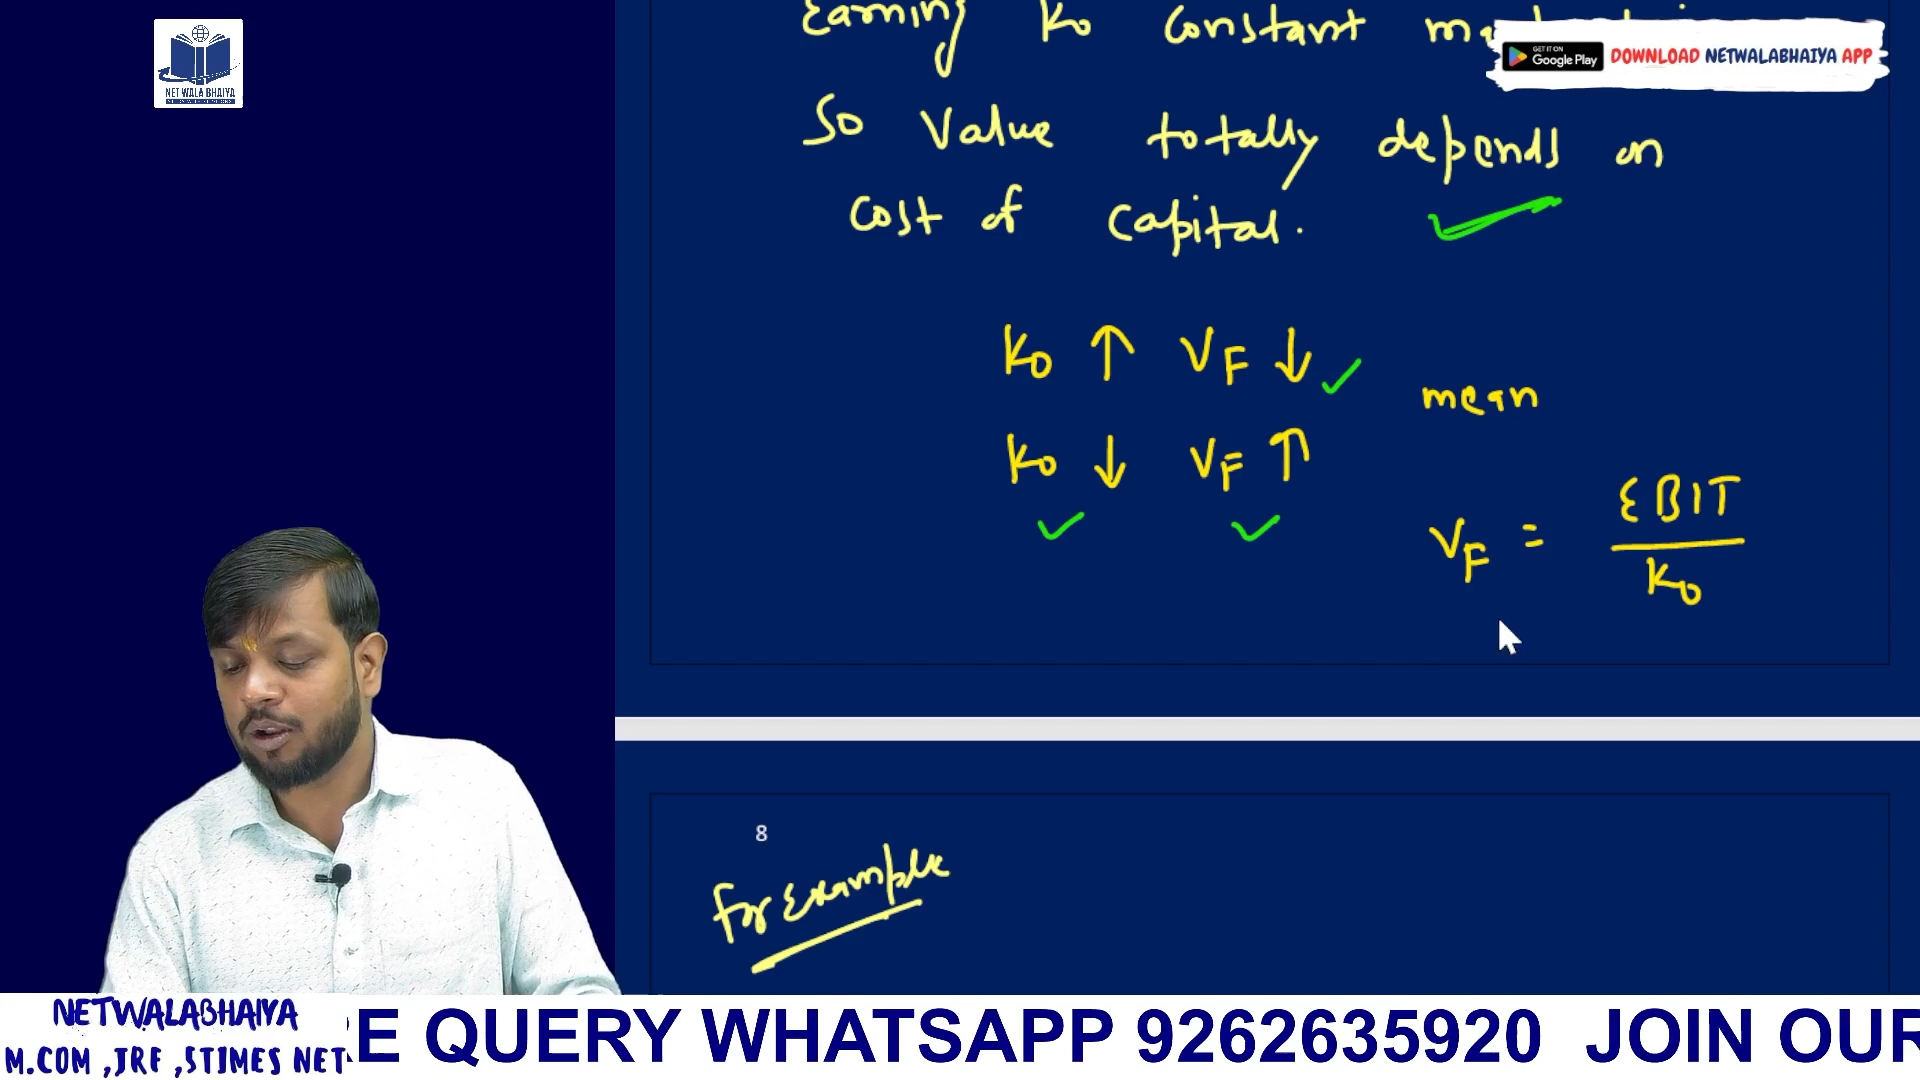 NET WALA BHAIYA
Earning Ko constant
GET IT ON
Google Play
DOWNLOAD NETWALABHAIYA APP
So Value totally depends on
cost of capital.
Ko ↑ VF ↓
mean
Ko ↓ VF ↑
VF = EBIT / Ko
8
For Example
NETWALABHAIYA
M.COM ,JRF ,5TIMES NET
E QUERY WHATSAPP 9262635920 JOIN OUR